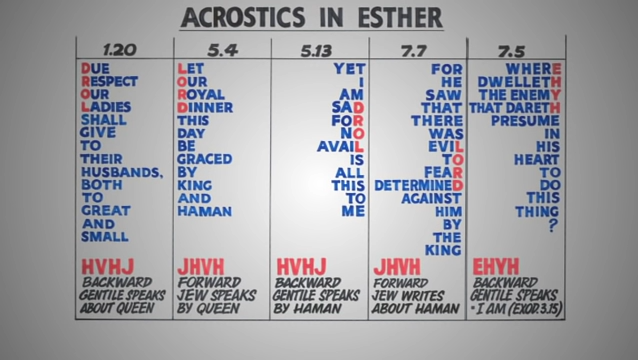 ACROSTICS IN ESTHER
1.20
DUE
RESPECT
OUR
LADIES
SHALL
GIVE
TO
THEIR
HUSBANDS,
BOTH
TO
GREAT
AND
SMALL
HVHJ
BACKWARD
GENTILE SPEAKS
ABOUT QUEEN
5.4
LET
OUR
ROYAL
DINNER
THIS
DAY
BE
GRACED
BY
KING
AND
HAMAN
JHVH
FORWARD
JEW SPEAKS
BY QUEEN
5.13
YET
I
AM
SAD
FOR
NO
AVAIL
IS
ALL
THIS
TO
ME
HVHJ
BACKWARD
GENTILE SPEAKS
BY HAMAN
7.7
FOR
HE
SAW
THAT
THERE
WAS
EVIL
TO
FEAR
DETERMINED
AGAINST
HIM
BY
THE
KING
JHVH
FORWARD
JEW WRITES
ABOUT HAMAN
7.5
WHERE
DWELLETH
THE ENEMY
THAT DARETH
PRESUME
IN
HIS
HEART
TO
DO
THIS
THING
?
EHYH
BACKWARD
GENTILE SPEAKS
• I AM (EXOD.3.15)